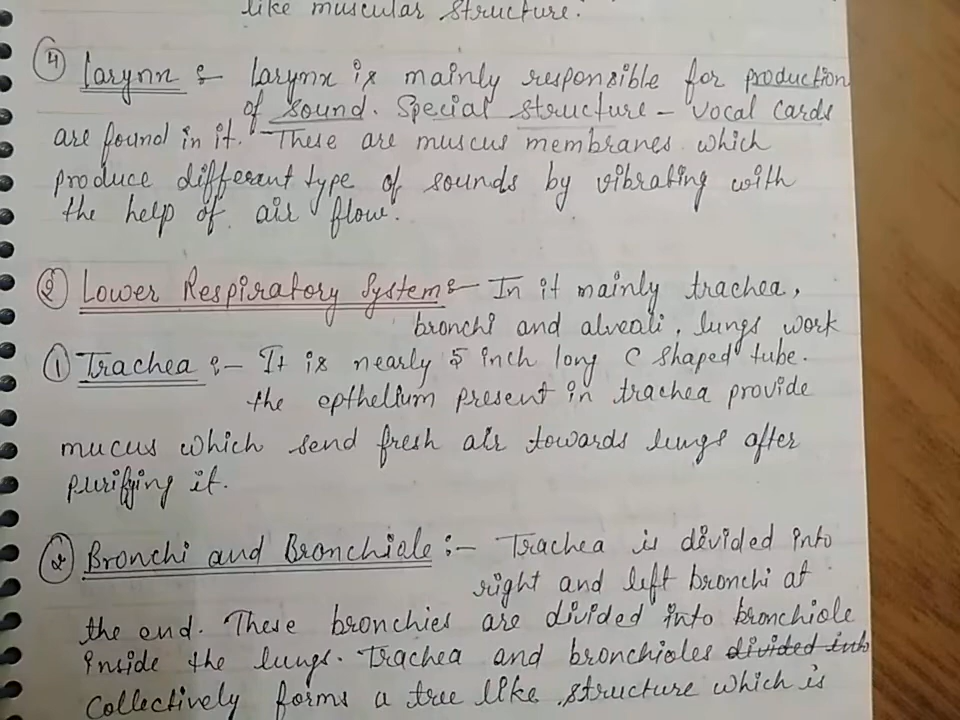 like muscular structure.
④ Larynx :- Larynx is mainly responsible for production
of sound. Special structure - Vocal Cards
are found in it. These are muscus membranes which
produce different type of sounds by vibrating with
the help of air flow.
② Lower Respiratory System :- In it mainly trachea,
bronchi and alveali, lungs work
① Trachea :- It is nearly 5 inch long C shaped tube.
the epthelium present in trachea provide
mucus which send fresh air towards lungs after
purifying it.
② Bronchi and Bronchiale :- Trachea is divided into
right and left bronchi at
the end. These bronchies are divided into bronchiole
inside the lungs. Trachea and bronchioles divided into
Collectively forms a tree like structure which is